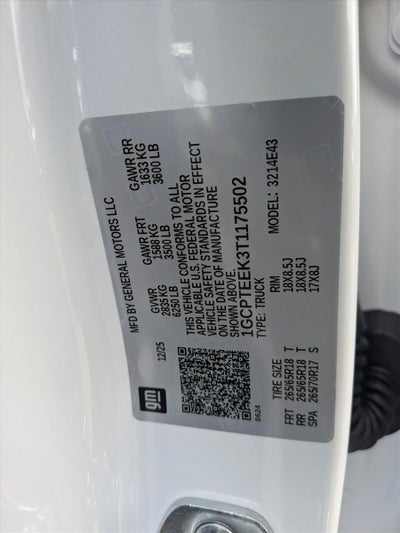 gm
12/25
MFD BY GENERAL MOTORS LLC
GVWR GAWR FRT GAWR RR
2835 KG 1588 KG 1633 KG
6250 LB 3500 LB 3600 LB
THIS VEHICLE CONFORMS TO ALL
APPLICABLE U.S. FEDERAL MOTOR
VEHICLE SAFETY STANDARDS IN EFFECT
ON THE DATE OF MANUFACTURE
SHOWN ABOVE.
1GCPTEEK3T1175502
TYPE: TRUCK MODEL: 3214E43
8624
TIRE SIZE RIM
FRT 265/65R18 T 18X8.5J
RR 265/65R18 T 18X8.5J
SPA 265/70R17 S 17X8J